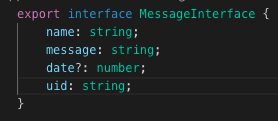 export interface MessageInterface {
    name: string;
    message: string;
    date?: number;
    uid: string;
}